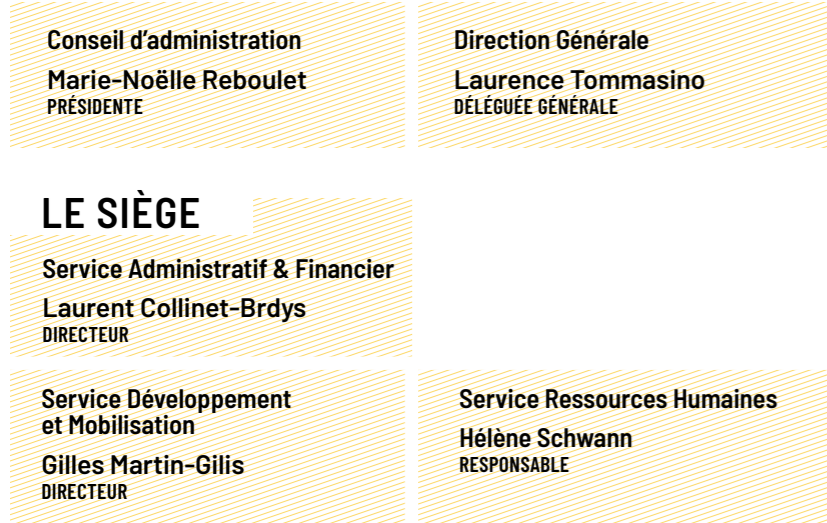 Conseil d’administration
Marie-Noëlle Reboulet
PRÉSIDENTE
Direction Générale
Laurence Tommasino
DÉLÉGUÉE GÉNÉRALE
LE SIÈGE
Service Administratif & Financier
Laurent Collinet-Brdys
DIRECTEUR
Service Développement
et Mobilisation
Gilles Martin-Gilis
DIRECTEUR
Service Ressources Humaines
Hélène Schwann
RESPONSABLE